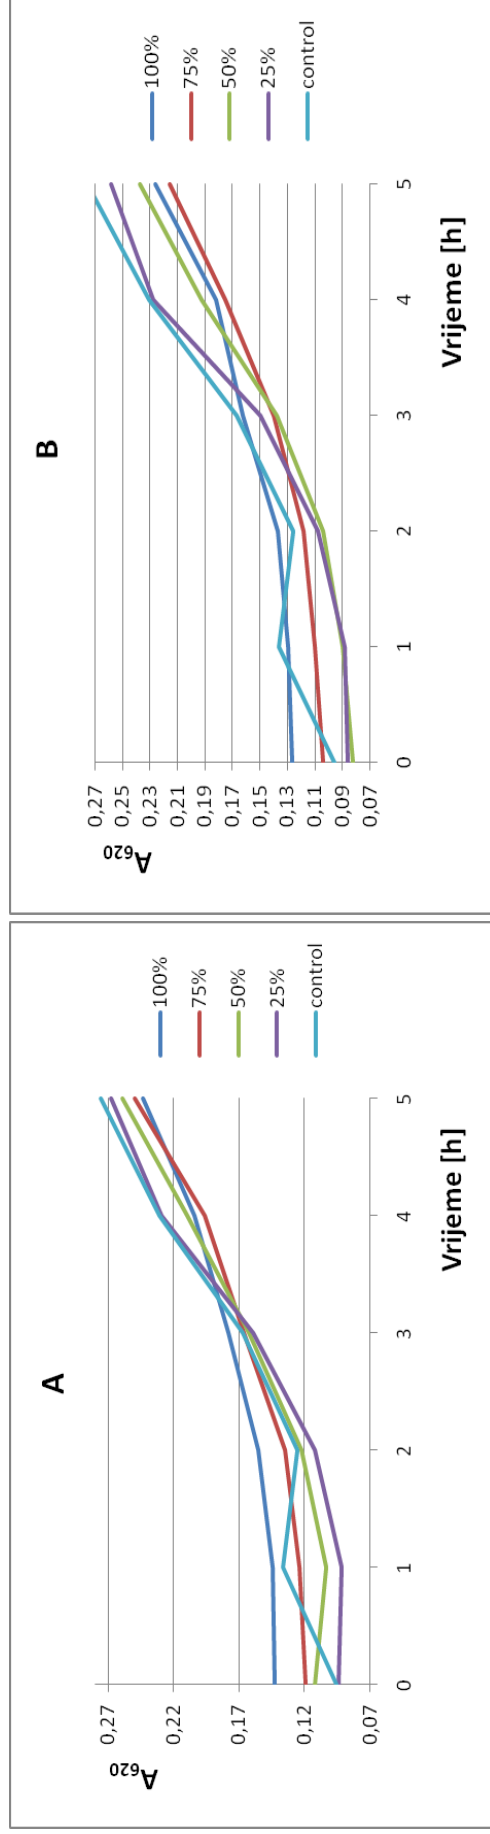 A
A₆₂₀
0,27
0,22
0,17
0,12
0,07
0 1 2 3 4 5
Vrijeme [h]
100%
75%
50%
25%
control
B
A₆₂₀
0,27
0,25
0,23
0,21
0,19
0,17
0,15
0,13
0,11
0,09
0,07
0 1 2 3 4 5
Vrijeme [h]
100%
75%
50%
25%
control